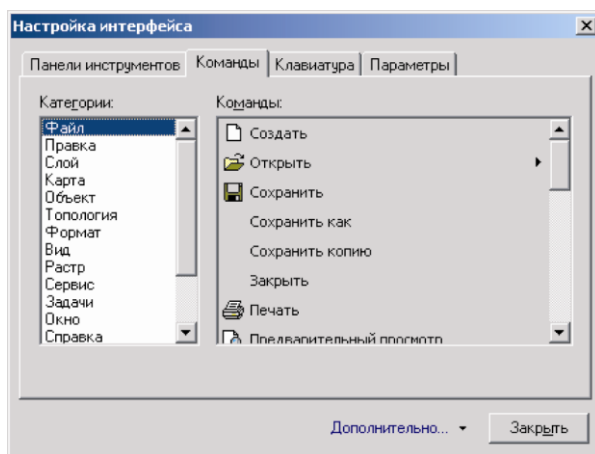 Настройка интерфейса
Панели инструментов Команды Клавиатура Параметры
Категории: Команды:
Файл
Правка
Слой
Карта
Объект
Топология
Формат
Вид
Растр
Сервис
Задачи
Окно
Справка
Создать
Открыть
Сохранить
Сохранить как
Сохранить копию
Закрыть
Печать
Предварительный просмотр
Дополнительно... Закрыть